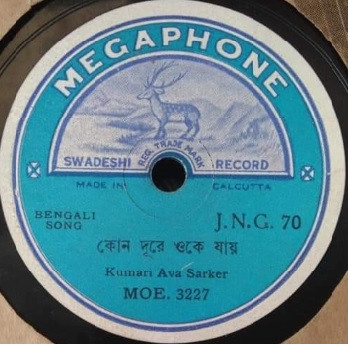 MEGAPHONE
SWADESHI REG. TRADE MARK RECORD
MADE IN CALCUTTA
BENGALI SONG
J.N.G. 70
কোন দূরে ওকে যায়
Kumari Ava Sarker
MOE. 3227